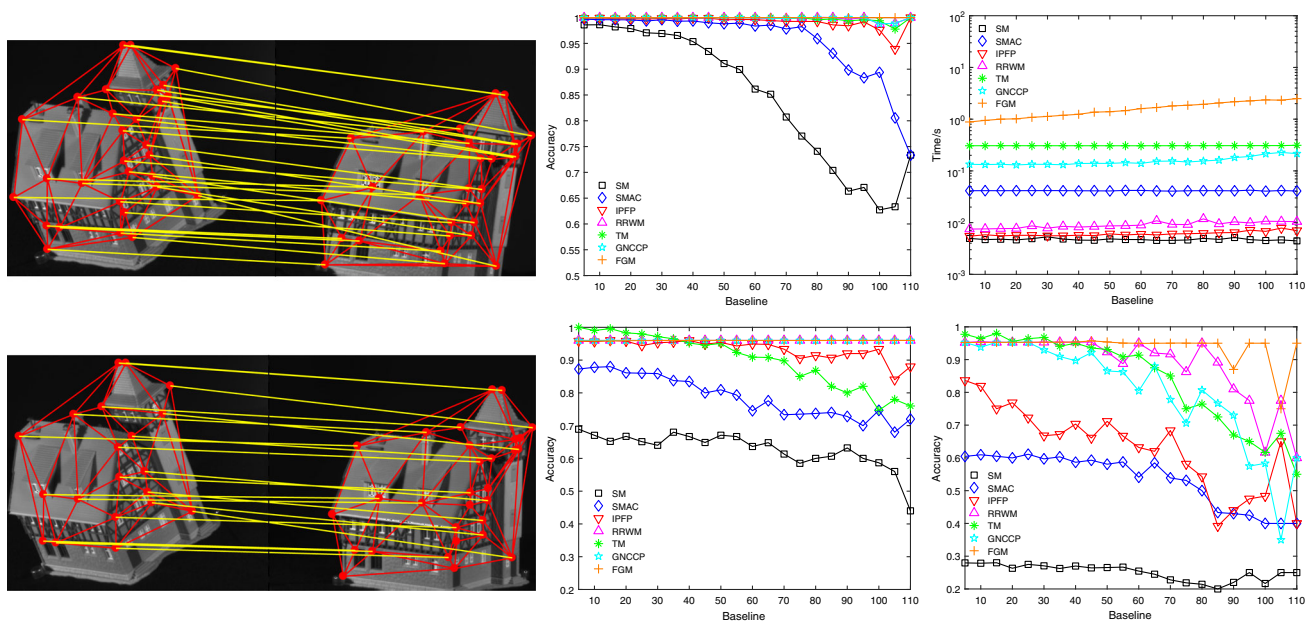 1
0.95
0.9
0.85
0.8
0.75
0.7
0.65
0.6
0.55
0.5
Accuracy
SM
SMAC
IPFP
RRWM
TM
GNCCP
FGM
10 20 30 40 50 60 70 80 90 100 110
Baseline
10²
10¹
10⁰
10⁻¹
10⁻²
10⁻³
Time/s
SM
SMAC
IPFP
RRWM
TM
GNCCP
FGM
10 20 30 40 50 60 70 80 90 100 110
Baseline
1
0.9
0.8
0.7
0.6
0.5
0.4
0.3
0.2
Accuracy
SM
SMAC
IPFP
RRWM
TM
GNCCP
FGM
10 20 30 40 50 60 70 80 90 100 110
Baseline
1
0.9
0.8
0.7
0.6
0.5
0.4
0.3
0.2
Accuracy
SM
SMAC
IPFP
RRWM
TM
GNCCP
FGM
10 20 30 40 50 60 70 80 90 100 110
Baseline